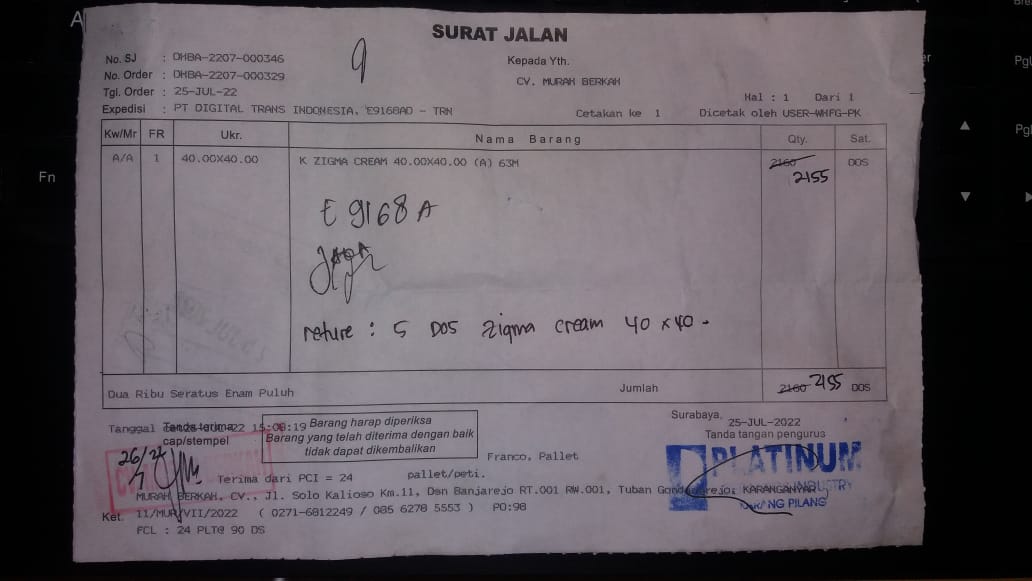 SURAT JALAN
No. SJ : OHBA-2207-000346
No. Order : OHBA-2207-000329
Tgl. Order : 25-JUL-22
Expedisi : PT DIGITAL TRANS INDONESIA, E9168AD - TRN
Kepada Yth.
CV. MURAH BERKAH
Hal : 1 Dari 1
Cetakan ke 1 Dicetak oleh USER-WHFG-PK
Kw/Mr FR Ukr. Nama Barang Qty. Sat.
A/A 1 40.00X40.00 K ZIGMA CREAM 40.00X40.00 (A) 63M 2160 DOS
2155
E 9168 A
return : 5 DOS Zigma cream 40 x 40 -
Dua Ribu Seratus Enam Puluh Jumlah 2160 2155 DOS
Tanggal 15:08:19
Tanda terima
cap/stempel
Barang harap diperiksa
Barang yang telah diterima dengan baik
tidak dapat dikembalikan
Surabaya, 25-JUL-2022
Tanda tangan pengurus
26/
Franco, Pallet
PLATINUM
INDUSTRY
KARANG PILANG
Terima dari PCI = 24 pallet/peti.
MURAH BERKAH, CV., Jl. Solo Kalioso Km.11, Dsn Banjarejo RT.001 RW.001, Tuban KARANGANYAR
Ket. 11/MUR/VII/2022 ( 0271-6812249 / 085 6278 5553 ) PO:98
FCL : 24 PLT@ 90 DS
Fn